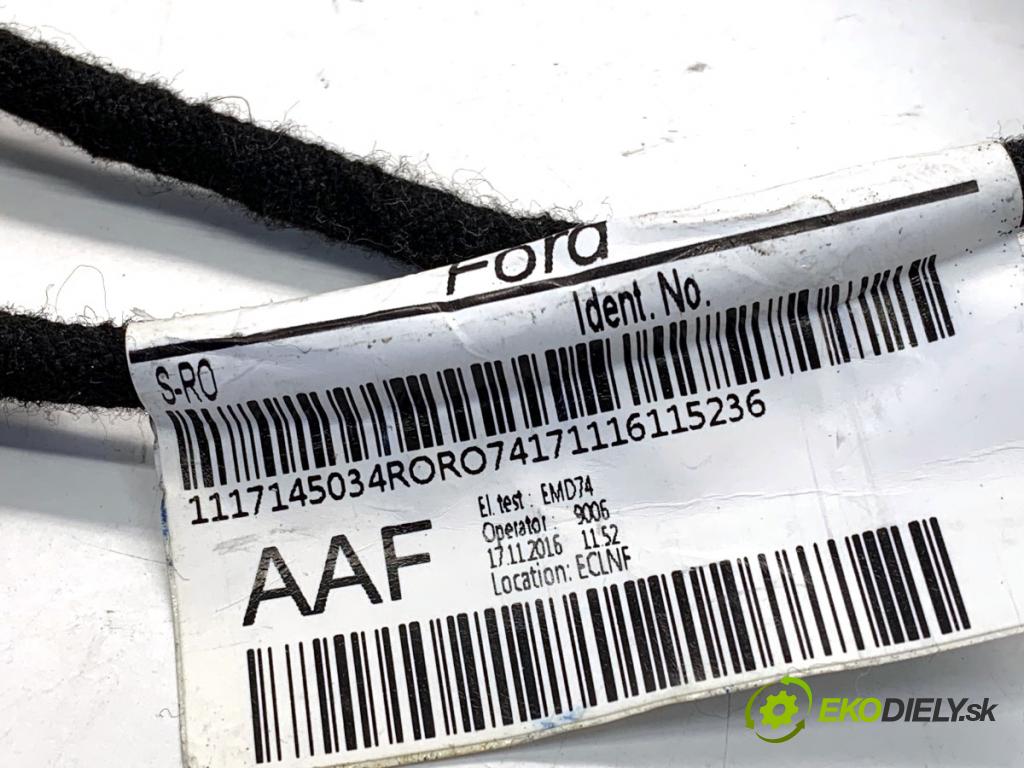 Ford
Ident. No.
S-RO
1117145034RORO74171116115236
AAF
El. test : EMD74
Operator : 9006
17.11.2016 11:52
Location: ECLNF
EKODIELY.sk